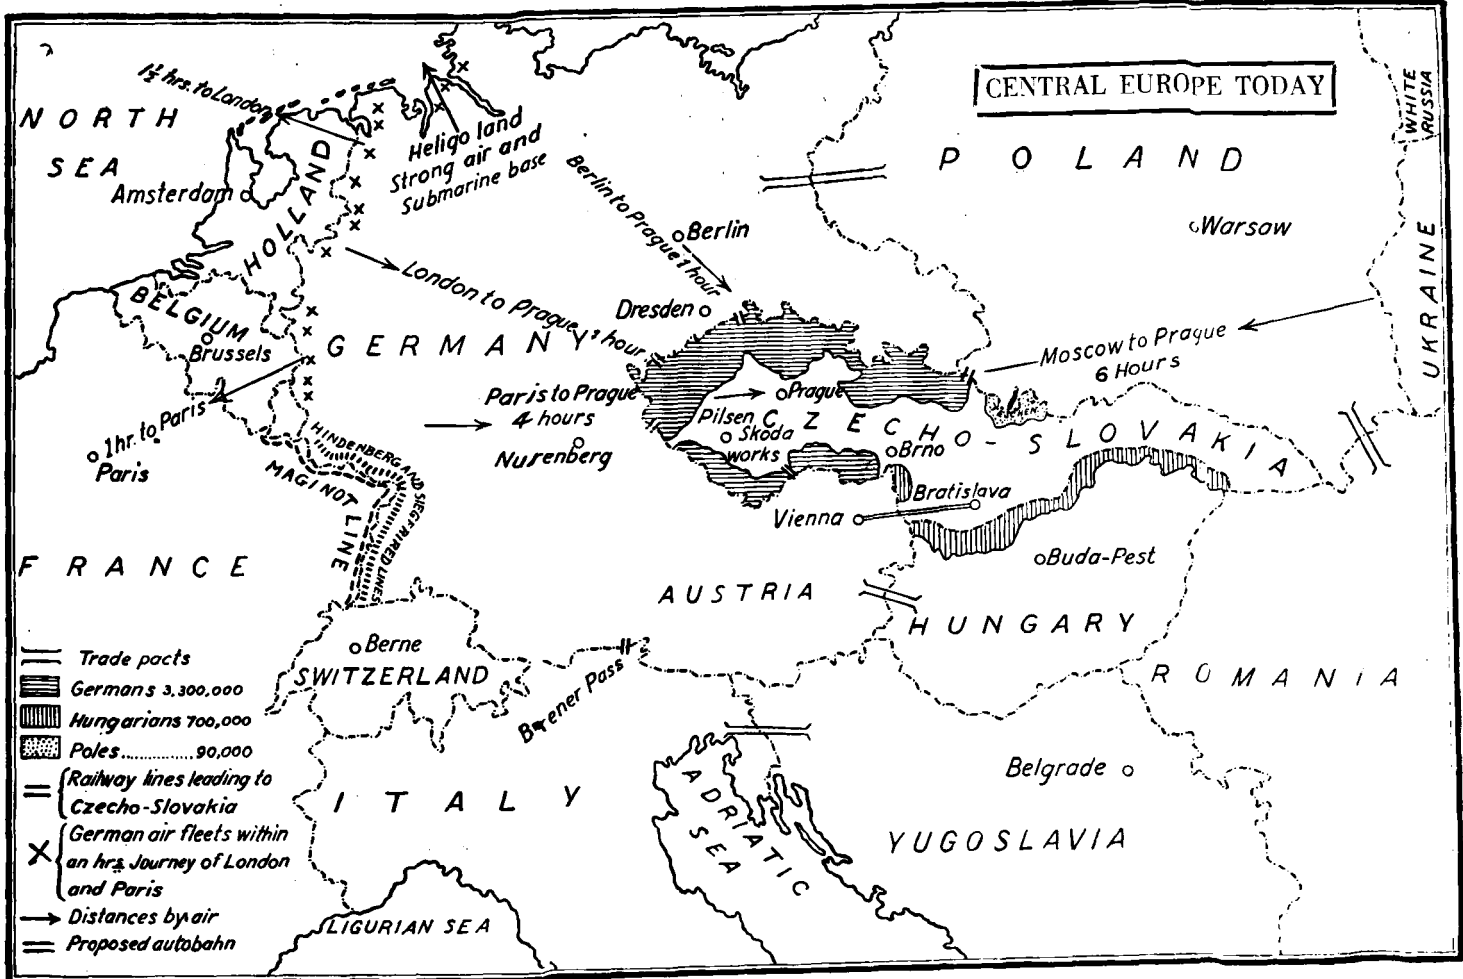 CENTRAL EUROPE TODAY
1½ hrs. to London
NORTH
SEA
Heligo land
Strong air and
Submarine base
WHITE
RUSSIA
POLAND
Amsterdam
HOLLAND
Berlin to Prague 1 hour
Berlin
Warsaw
UKRAINE
BELGIUM
Brussels
London to Prague
hour
GERMANY
Dresden
Moscow to Prague
6 Hours
Paris to Prague
4 hours
Prague
Pilsen
Skoda
works
CZECHO-SLOVAKIA
1 hr. to Paris
Paris
Nurenberg
Brno
HINDENBERG AND SIEGFRIED LINES
MAGINOT LINE
Bratislava
Vienna
Buda-Pest
FRANCE
AUSTRIA
HUNGARY
Berne
SWITZERLAND
Brener Pass
ROMANIA
Trade pacts
Germans 3,300,000
Hungarians 700,000
Poles..............90,000
Railway lines leading to
Czecho-Slovakia
German air fleets within
an hrs. Journey of London
and Paris
Distances by air
Proposed autobahn
ITALY
ADRIATIC
SEA
Belgrade
YUGOSLAVIA
LIGURIAN SEA